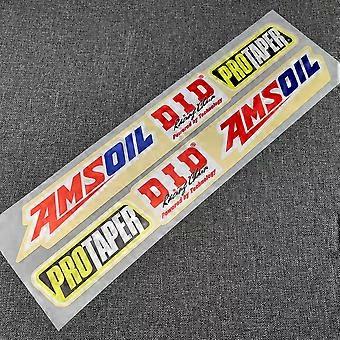 AMSOIL
D.I.D
Racing Chain
Powered by Technology
PROTAPER
PROTAPER
D.I.D
Racing Chain
Powered by Technology
AMSOIL